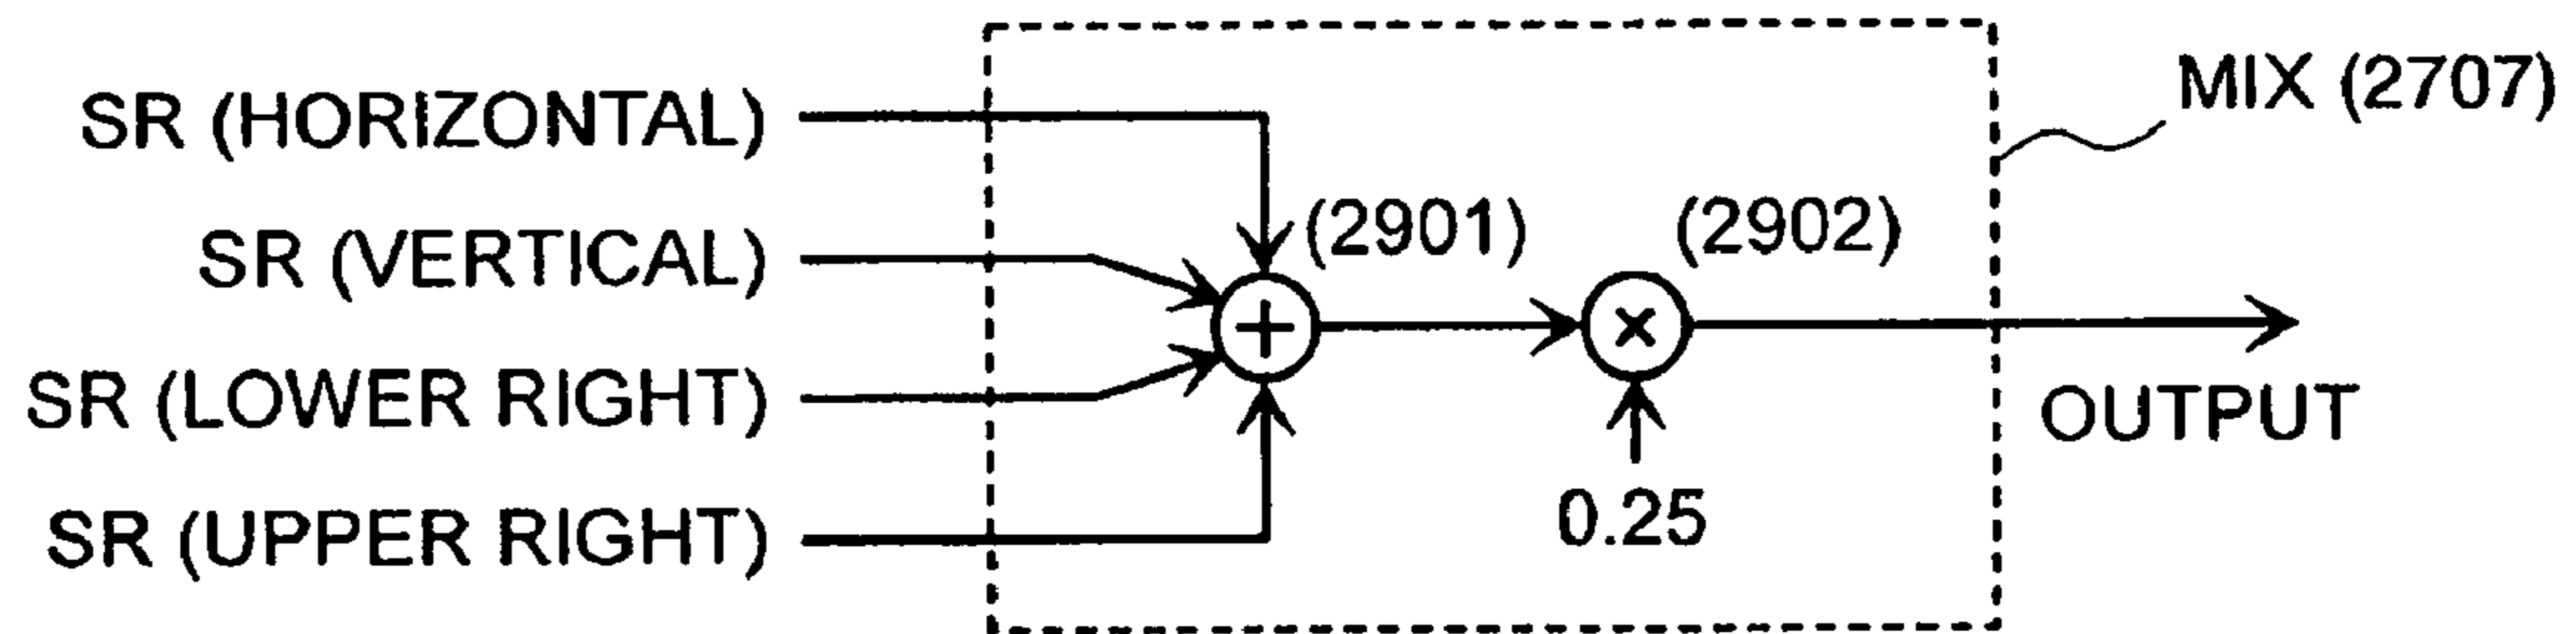 MIX (2707)
SR (HORIZONTAL)
(2901)
(2902)
SR (VERTICAL)
+
×
SR (LOWER RIGHT)
OUTPUT
SR (UPPER RIGHT)
0.25